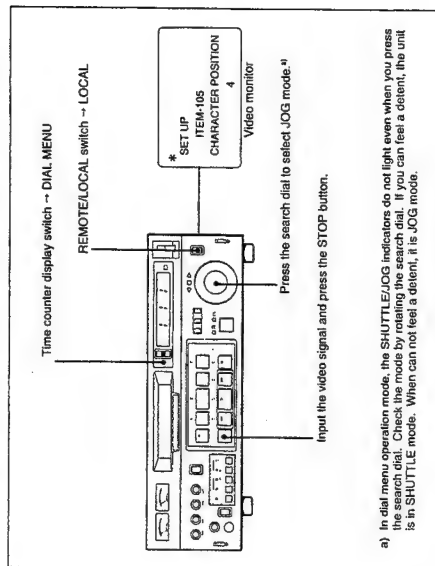 Time counter display switch → DIAL MENU
REMOTE/LOCAL switch → LOCAL
*
SET UP
ITEM-105
CHARACTER POSITION
4
Video monitor
Press the search dial to select JOG mode.a)
Input the video signal and press the STOP button.
a) In dial menu operation mode, the SHUTTLE/JOG indicators do not light even when you press
the search dial. Check the mode by rotating the search dial. If you can feel a detent, the unit
is in SHUTTLE mode. When can not feel a detent, it is JOG mode.